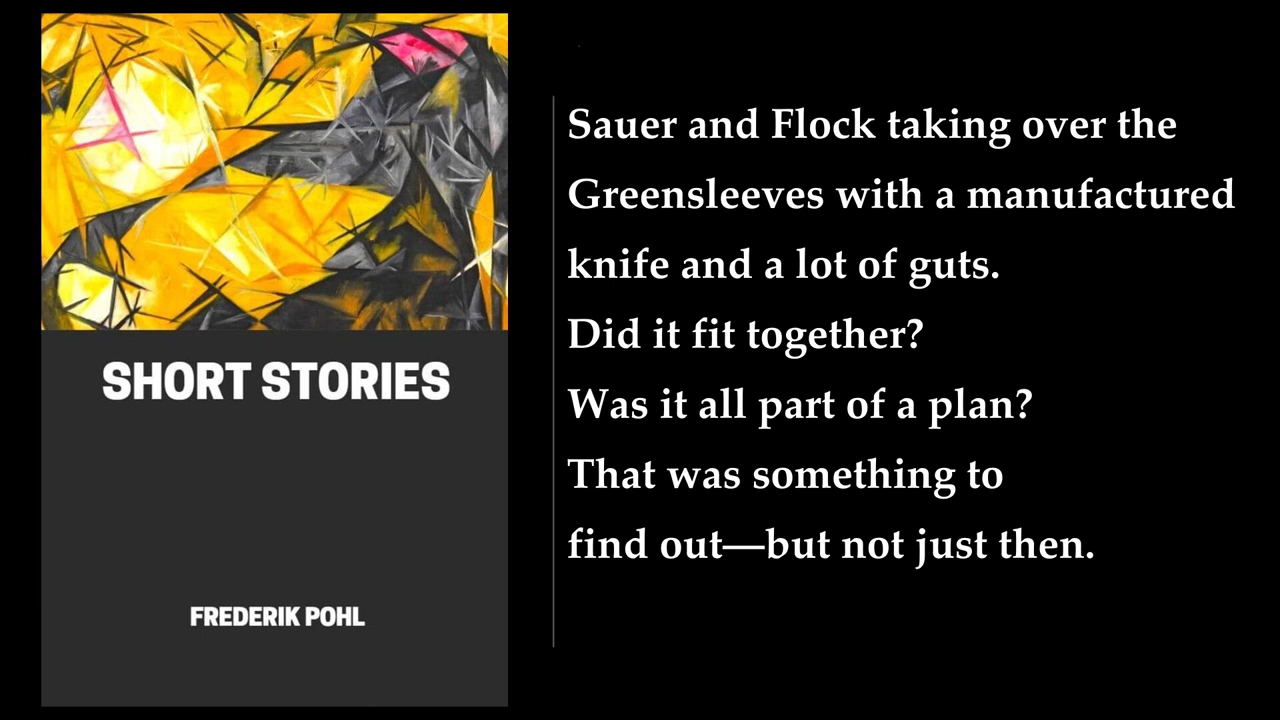 SHORT STORIES
FREDERIK POHL
Sauer and Flock taking over the
Greensleeves with a manufactured
knife and a lot of guts.
Did it fit together?
Was it all part of a plan?
That was something to
find out—but not just then.